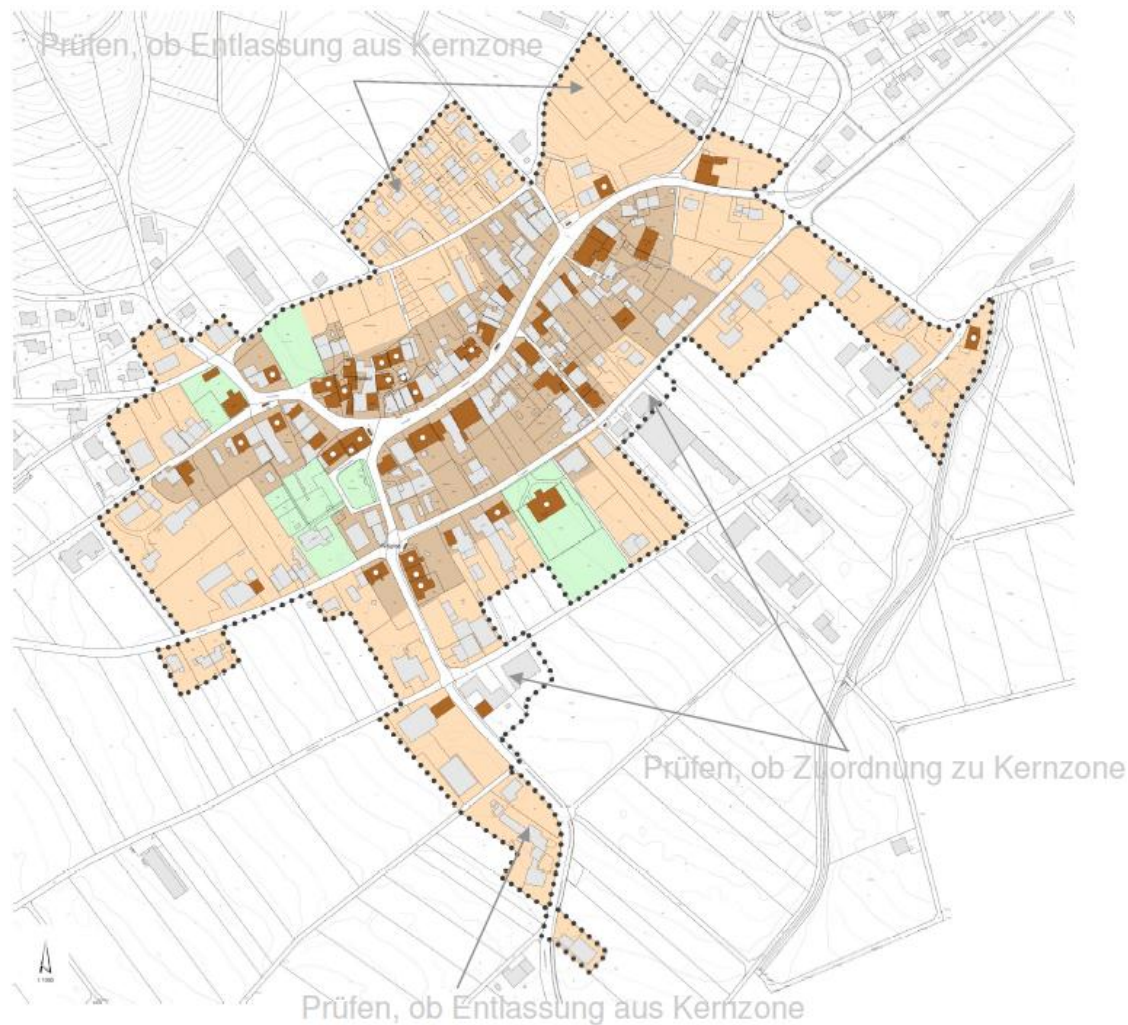 Prüfen, ob Entlassung aus Kernzone
Prüfen, ob Zuordnung zu Kernzone
Prüfen, ob Entlassung aus Kernzone